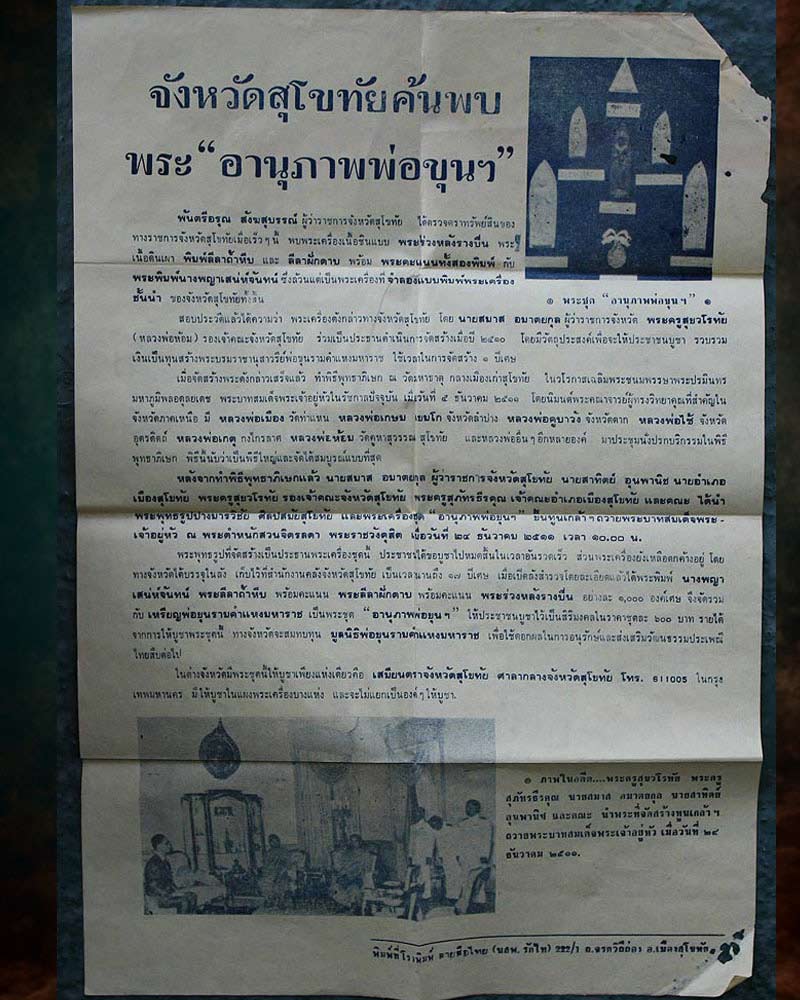 จังหวัดสุโขทัยค้นพบ
พระ “อานุภาพพ่อขุนฯ”
พันตรีอรุณ สังฆสุบรรณ์ ผู้ว่าราชการจังหวัดสุโขทัย ได้ตรวจตราทรัพย์สินของ
ทางราชการจังหวัดสุโขทัยเมื่อเร็วๆ นี้ พบพระเครื่องเนื้อชินแบบ พระร่วงหลังรางปืน
เนื้อดินเผา พิมพ์ลีลาถ้ำหีบ และ ลีลาฝักดาบ พร้อม พระคะแนนทั้งสองพิมพ์ กับ
พระพิมพ์นางพญาเสน่ห์จันทน์ ซึ่งล้วนแต่เป็นพระเครื่องที่ จำลองแบบพิมพ์พระเครื่อง
ชั้นนำ ของจังหวัดสุโขทัยทั้งสิ้น
๑ พระชุด “อานุภาพพ่อขุนฯ” ๑
สอบประวัติแล้วได้ความว่า พระเครื่องดังกล่าวทางจังหวัดสุโขทัย โดย นายสมาส อมาตยกุล ผู้ว่าราชการจังหวัด พระครูสุขวโรทัย
(หลวงพ่อห้อม) รองเจ้าคณะจังหวัดสุโขทัย ร่วมเป็นประธานดำเนินการจัดสร้างเมื่อปี ๒๕๑๐ โดยมีวัตถุประสงค์เพื่อจะให้ประชาชนบูชา รวบรวม
เงินเป็นทุนสร้างพระบรมราชานุสาวรีย์พ่อขุนรามคำแหงมหาราช ใช้เวลาในการจัดสร้าง ๑ ปีเศษ
เมื่อจัดสร้างพระดังกล่าวเสร็จแล้ว ทำพิธีพุทธาภิเษก ณ วัดมหาธาตุ กลางเมืองเก่าสุโขทัย ในวโรกาสเฉลิมพระชนมพรรษาพระปรมินทร
มหาภูมิพลอดุลยเดช พระบาทสมเด็จพระเจ้าอยู่หัวในรัชกาลปัจจุบัน เมื่อวันที่ ๕ ธันวาคม ๒๕๑๑ โดยนิมนต์พระคณาจารย์ผู้ทรงวิทยาคุณที่สำคัญใน
จังหวัดภาคเหนือ มี หลวงพ่อเมือง วัดท่าแหน หลวงพ่อเกษม เขมโก จังหวัดลำปาง หลวงพ่อคูบาวัง จังหวัดตาก หลวงพ่อไซ้ จังหวัด
อุตรดิตถ์ หลวงพ่อเกตุ กงไกรลาศ หลวงพ่อห้อม วัดคูหาสุวรรณ สุโขทัย และหลวงพ่ออื่นๆ อีกหลายองค์ มาประชุมนั่งปรกบริกรรมในพิธี
พุทธาภิเษก พิธีนี้นับว่าเป็นพิธีใหญ่และจัดได้สมบูรณ์แบบที่สุด
หลังจากทำพิธีพุทธาภิเษกแล้ว นายสมาส อมาตยกุล ผู้ว่าราชการจังหวัดสุโขทัย นายสาทิตย์ อุนพานิช นายอำเภอ
เมืองสุโขทัย พระครูสุขวโรทัย รองเจ้าคณะจังหวัดสุโขทัย พระครูสุภัทรธีรคุณ เจ้าคณะอำเภอเมืองสุโขทัย และคณะ ได้นำ
พระพุทธรูปปางมารวิชัย ศิลปสมัยสุโขทัย และพระเครื่องชุด “อานุภาพพ่อขุนฯ” ขึ้นทูนเกล้าฯ ถวายพระบาทสมเด็จพระ-
เจ้าอยู่หัว ณ พระตำหนักสวนจิตรลดา พระราชวังดุสิต เมื่อวันที่ ๒๔ ธันวาคม ๒๕๑๑ เวลา ๑๐.๐๐ น.
พระพุทธรูปที่จัดสร้างเป็นประธานพระเครื่องชุดนี้ ประชาชนได้ขอบูชาไปหมดสิ้นในเวลาอันรวดเร็ว ส่วนพระเครื่องยังเหลือตกค้างอยู่ โดย
ทางจังหวัดได้บรรจุในลัง เก็บไว้ที่สำนักงานคลังจังหวัดสุโขทัย เป็นเวลานานถึง ๑๗ ปีเศษ เมื่อเปิดลังสำรวจโดยละเอียดแล้วได้พระพิมพ์ นางพญา
เสน่ห์จันทน์ พระลีลาถ้ำหีบ พร้อมคะแนน พระลีลาฝักดาบ พร้อมคะแนน พระร่วงหลังรางปืน อย่างละ ๑,๐๐๐ องค์เศษ จึงจัดรวม
กับ เหรียญพ่อขุนรามคำแหงมหาราช เป็นพระชุด “อานุภาพพ่อขุนฯ” ให้ประชาชนบูชาไว้เป็นสิริมงคลในราคาชุดละ ๖๐๐ บาท รายได้
จากการให้บูชาพระชุดนี้ ทางจังหวัดจะสมทบทุน มูลนิธิพ่อขุนรามคำแหงมหาราช เพื่อใช้ดอกผลในการอนุรักษ์และส่งเสริมวัฒนธรรมประเพณี
ไทยสืบต่อไป
ในต่างจังหวัดมีพระชุดนี้ให้บูชาเพียงแห่งเดียวคือ เสมียนตราจังหวัดสุโขทัย ศาลากลางจังหวัดสุโขทัย โทร. 611005 ในกรุง
เทพมหานคร มีให้บูชาในแผงพระเครื่องบางแห่ง และจะไม่แยกเป็นองค์ๆ ให้บูชา.
๑ ภาพในอดีต....พระครูสุขวโรทัย พระครู
สุภัทรธีรคุณ นายสมาส อมาตยกุล นายสาทิตย์
อุนพานิช และคณะ นำพระที่จัดสร้างทูนเกล้าฯ
ถวายพระบาทสมเด็จพระเจ้าอยู่หัว เมื่อวันที่ ๒๔
ธันวาคม ๒๕๑๑.
พิมพ์ที่โรงพิมพ์ ลายสือไทย (นสพ. รักไท) 222/1 ถ.จรดวิถีถ่อง อ.เมืองสุโขทัย